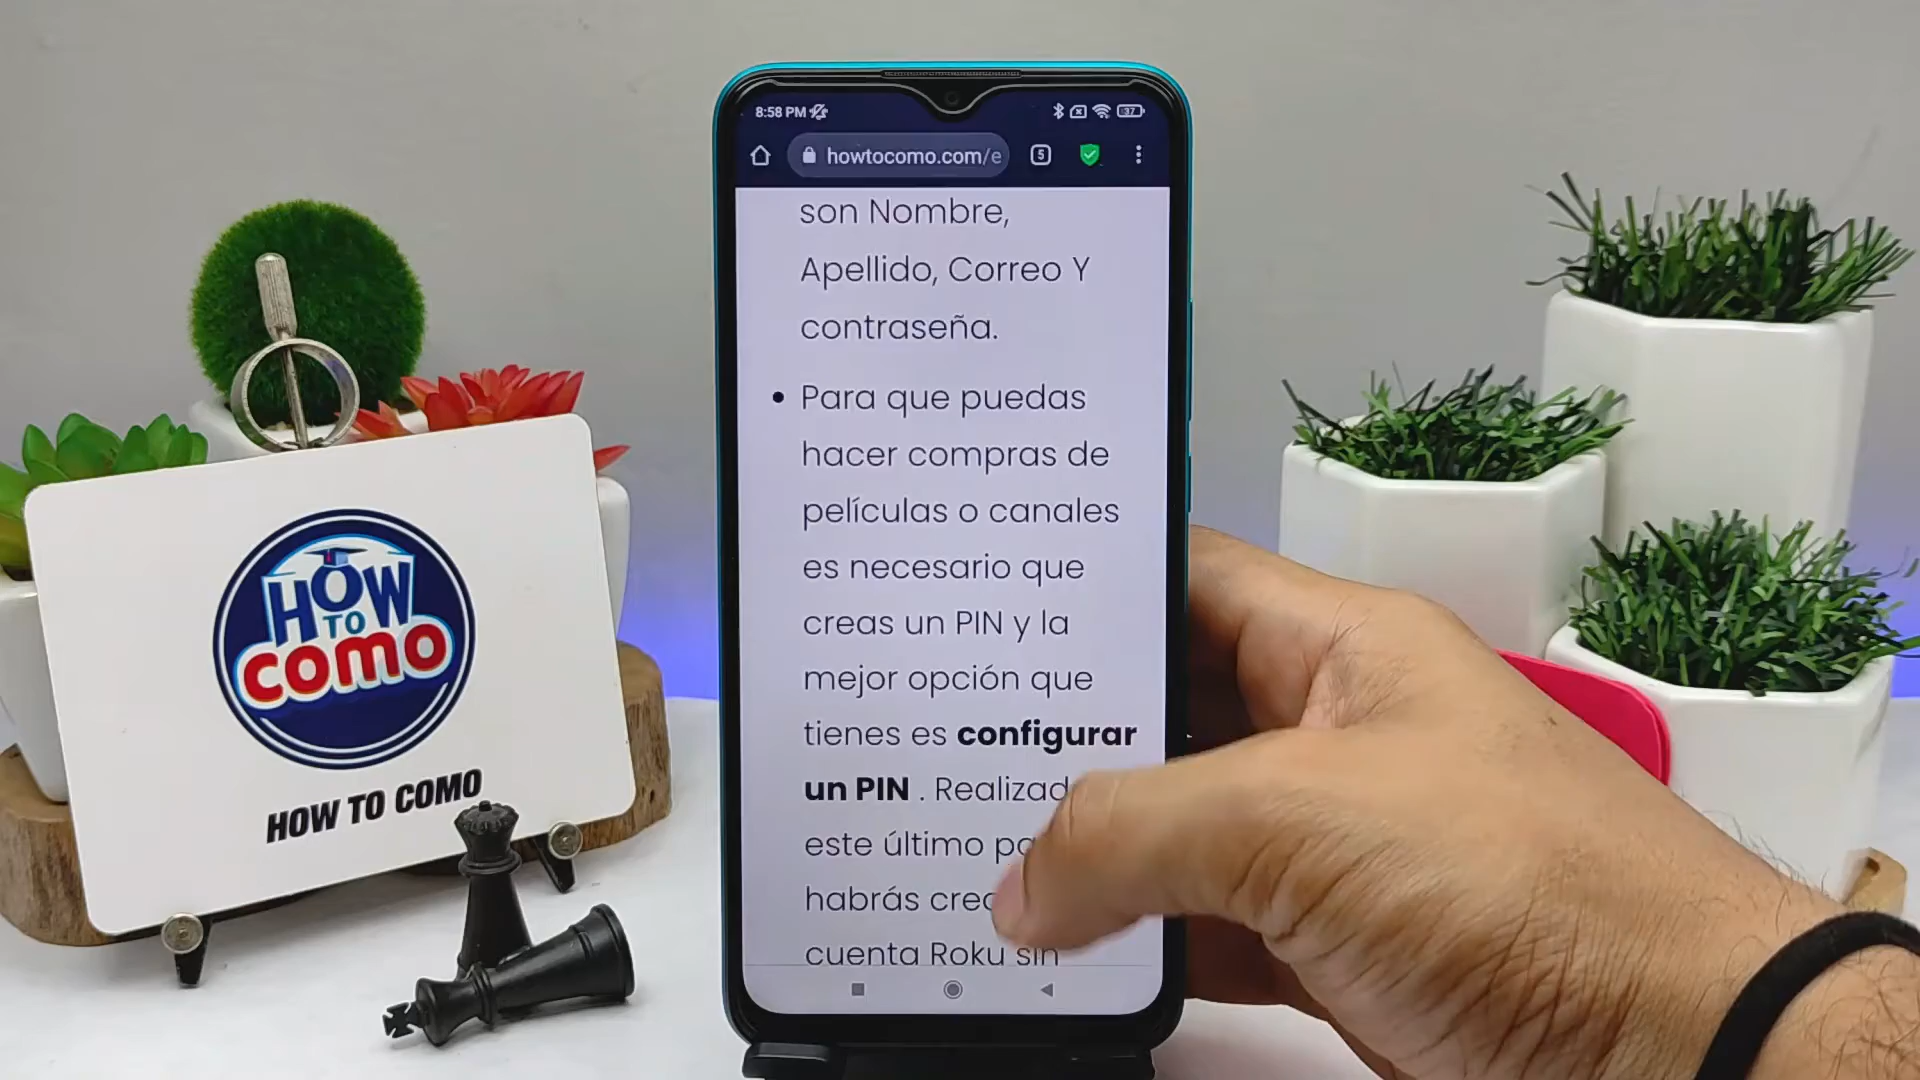 8:58 PM
37
howtocomo.com/e
5
son Nombre,
Apellido, Correo Y
contraseña.
• Para que puedas
hacer compras de
películas o canales
es necesario que
creas un PIN y la
mejor opción que
tienes es configurar
un PIN . Realizad
este último
habrás
cuenta Roku sin
HOW
TO
COMO
HOW TO COMO